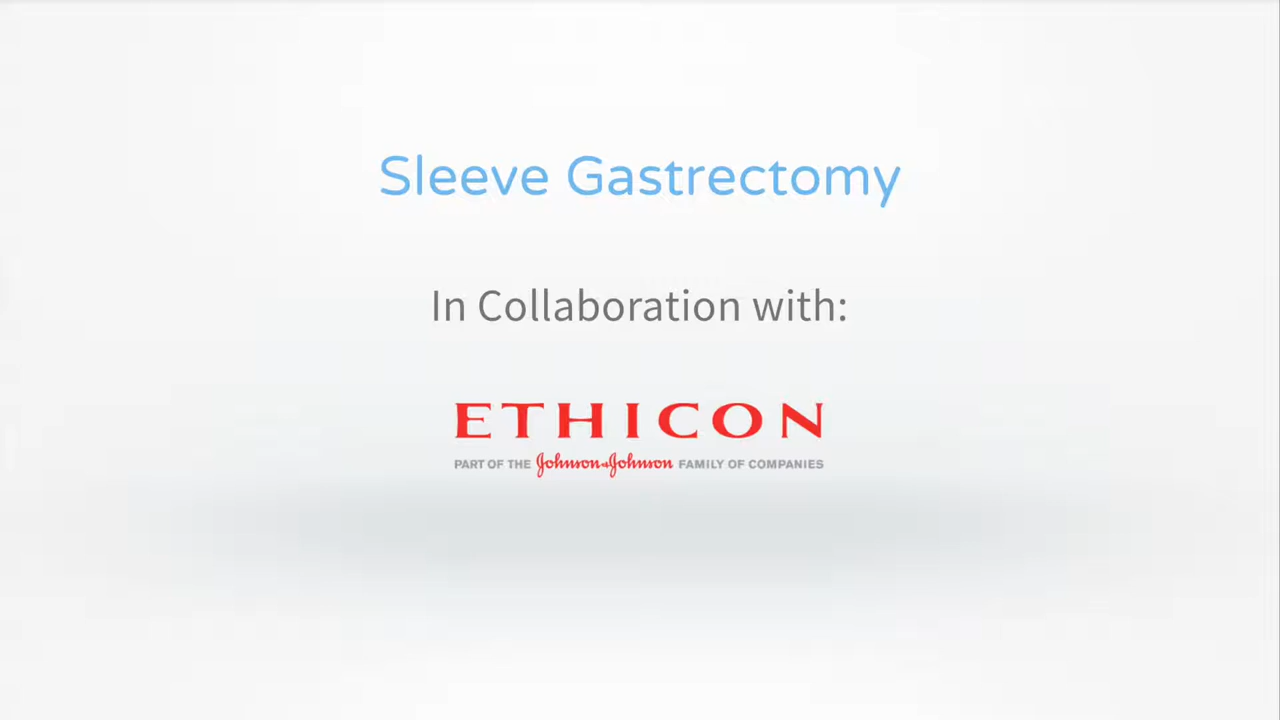 Sleeve Gastrectomy
In Collaboration with:
ETHICON
PART OF THE Johnson&Johnson FAMILY OF COMPANIES